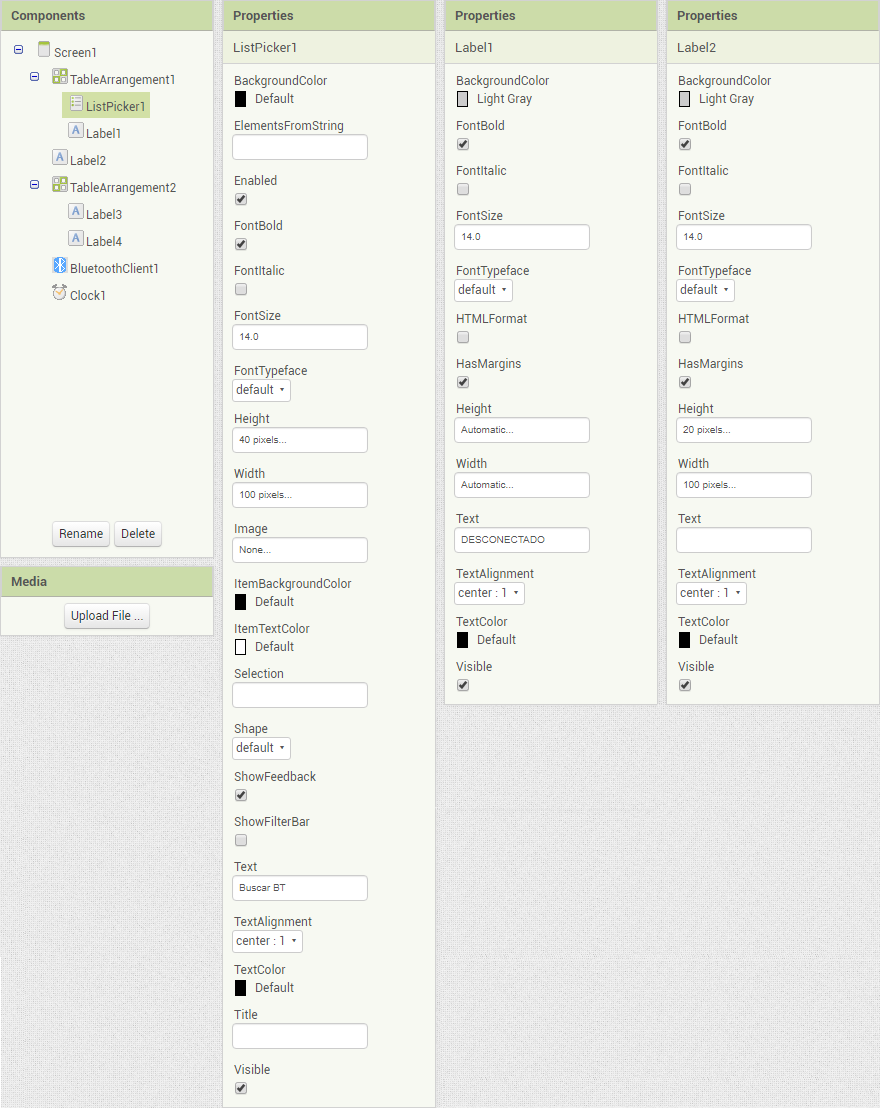 Components
Screen1
TableArrangement1
ListPicker1
Label1
Label2
TableArrangement2
Label3
Label4
BluetoothClient1
Clock1
Rename
Delete
Media
Upload File ...
Properties
ListPicker1
BackgroundColor
Default
ElementsFromString
Enabled
FontBold
FontItalic
FontSize
14.0
FontTypeface
default
Height
40 pixels...
Width
100 pixels...
Image
None...
ItemBackgroundColor
Default
ItemTextColor
Default
Selection
Shape
default
ShowFeedback
ShowFilterBar
Text
Buscar BT
TextAlignment
center : 1
TextColor
Default
Title
Visible
Properties
Label1
BackgroundColor
Light Gray
FontBold
FontItalic
FontSize
14.0
FontTypeface
default
HTMLFormat
HasMargins
Height
Automatic...
Width
Automatic...
Text
DESCONECTADO
TextAlignment
center : 1
TextColor
Default
Visible
Properties
Label2
BackgroundColor
Light Gray
FontBold
FontItalic
FontSize
14.0
FontTypeface
default
HTMLFormat
HasMargins
Height
20 pixels...
Width
100 pixels...
Text
TextAlignment
center : 1
TextColor
Default
Visible